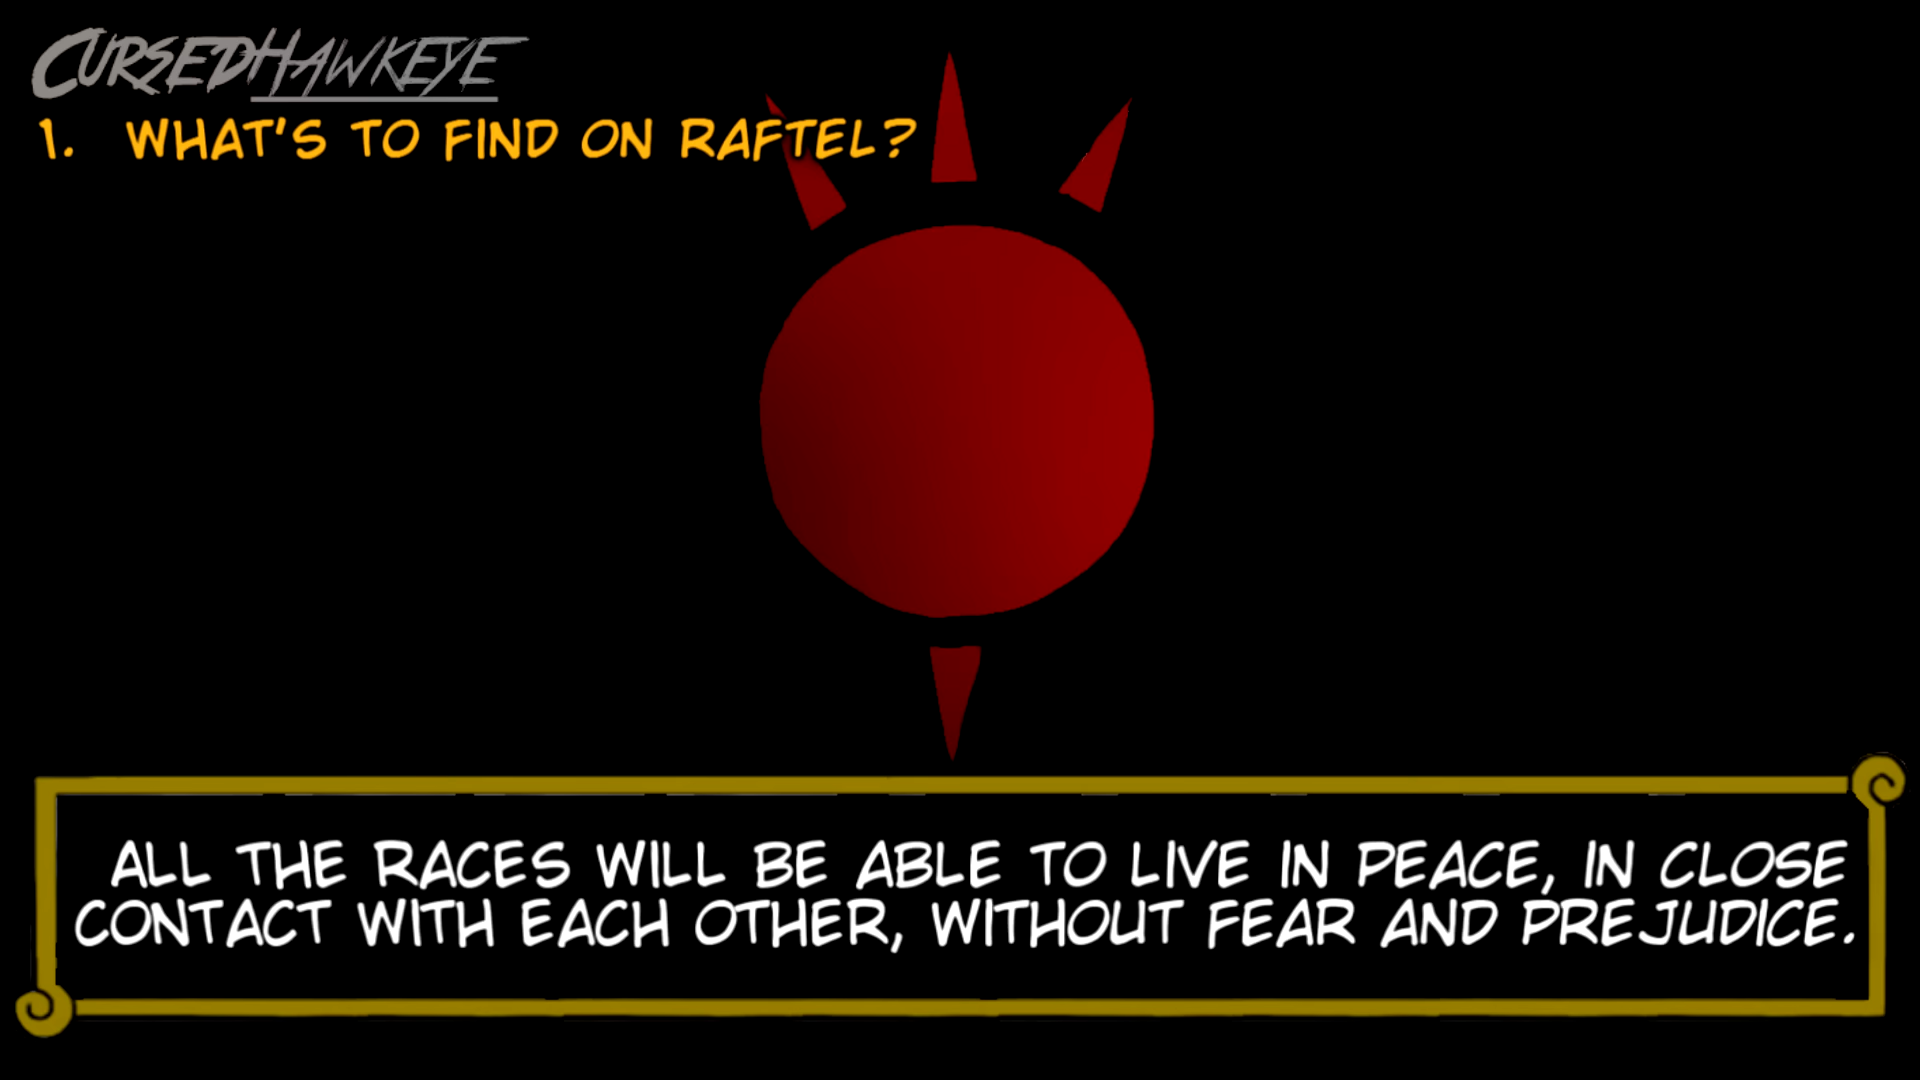 CURSEDHAWKEYE
1. WHAT'S TO FIND ON RAFTEL?
ALL THE RACES WILL BE ABLE TO LIVE IN PEACE, IN CLOSE
CONTACT WITH EACH OTHER, WITHOUT FEAR AND PREJUDICE.